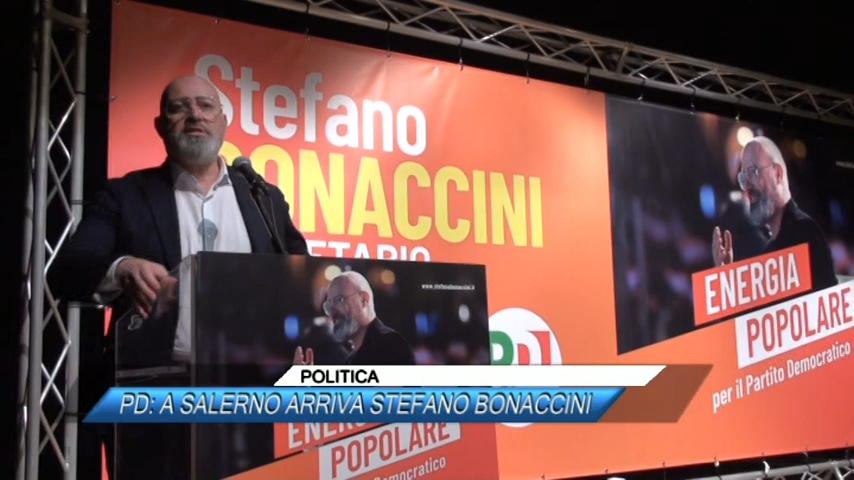 Stefano
BONACCINI
ETARIO
www.stefanobonaccini.it
ENERGIA
POPOLARE
per il Partito Democratico
PD
POLITICA
PD: A SALERNO ARRIVA STEFANO BONACCINI
POPOLARE
Democratico